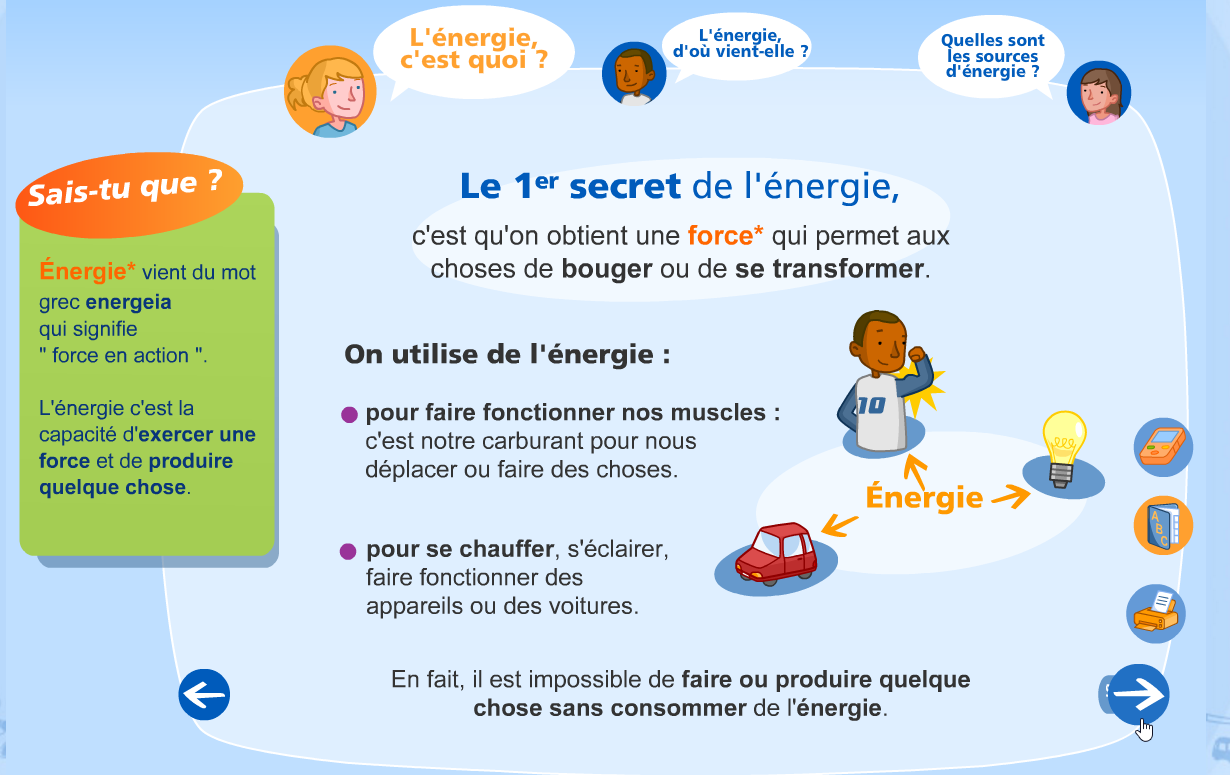 L'énergie,
c'est quoi ?
L'énergie,
d'où vient-elle ?
Quelles sont
les sources
d'énergie ?
Sais-tu que ?
Énergie* vient du mot
grec energeia
qui signifie
" force en action ".
L'énergie c'est la
capacité d'exercer une
force et de produire
quelque chose.
Le 1er secret de l'énergie,
c'est qu'on obtient une force* qui permet aux
choses de bouger ou de se transformer.
On utilise de l'énergie :
pour faire fonctionner nos muscles :
c'est notre carburant pour nous
déplacer ou faire des choses.
pour se chauffer, s'éclairer,
faire fonctionner des
appareils ou des voitures.
10
Énergie
A
B
C
En fait, il est impossible de faire ou produire quelque
chose sans consommer de l'énergie.